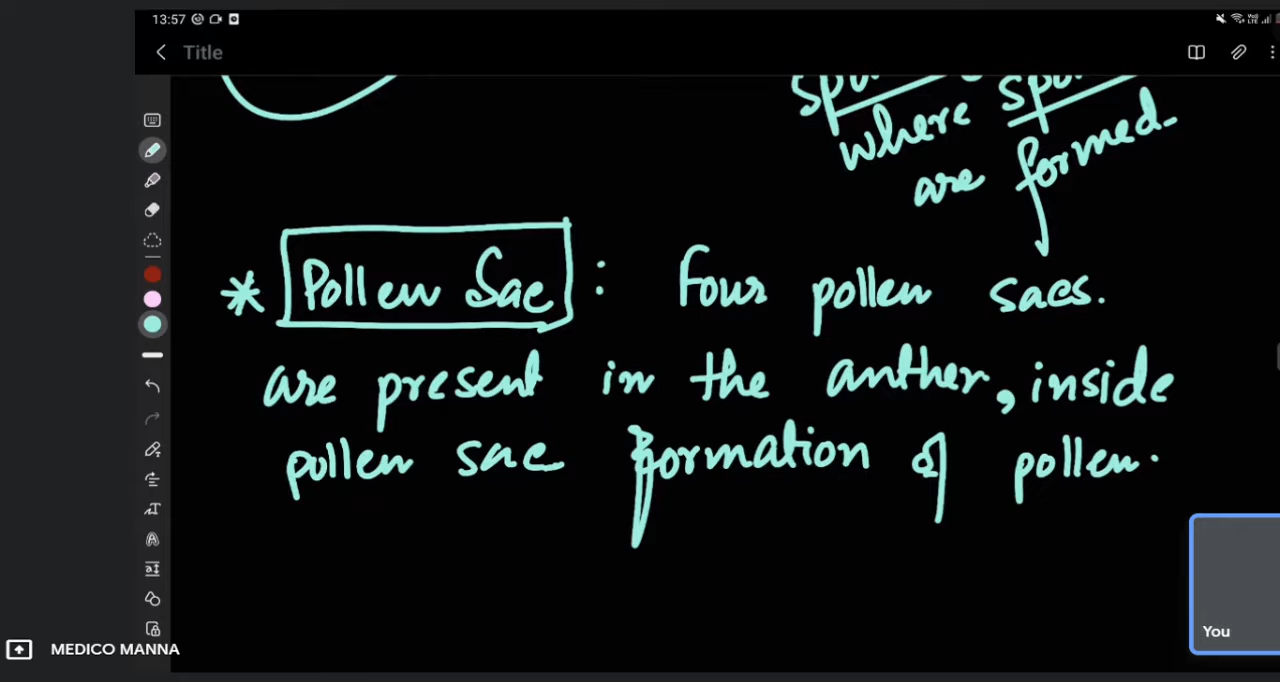 13:57
Title
where
are formed.
* Pollen Sac : Four pollen sacs.
are present in the anther, inside
pollen sac formation of pollen.
You
MEDICO MANNA